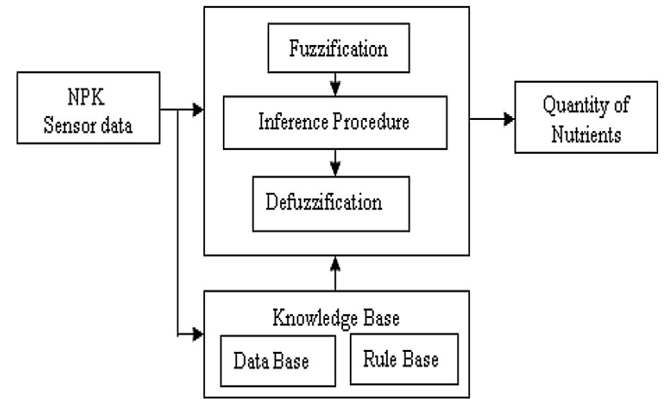 NPK
Sensor data
Fuzzification
Inference Procedure
Defuzzification
Quantity of
Nutrients
Knowledge Base
Data Base
Rule Base